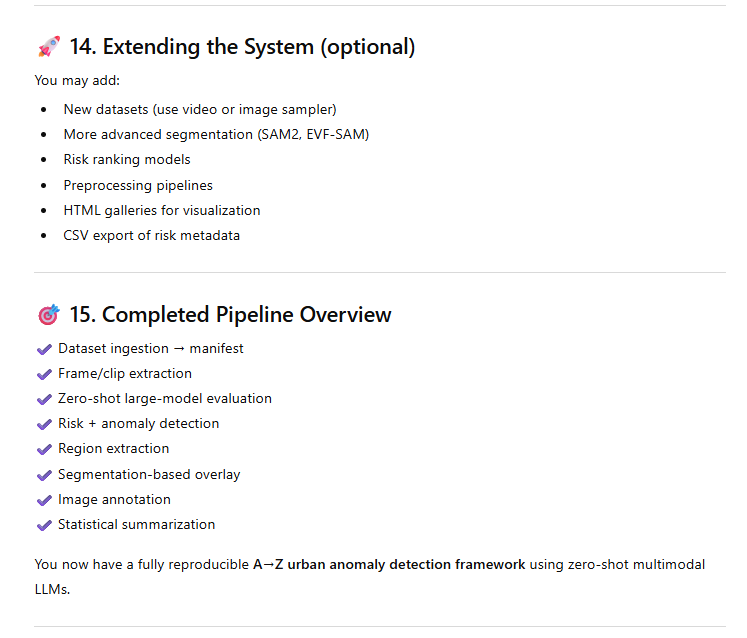 🚀 14. Extending the System (optional)
You may add:
• New datasets (use video or image sampler)
• More advanced segmentation (SAM2, EVF-SAM)
• Risk ranking models
• Preprocessing pipelines
• HTML galleries for visualization
• CSV export of risk metadata
🎯 15. Completed Pipeline Overview
✔ Dataset ingestion → manifest
✔ Frame/clip extraction
✔ Zero-shot large-model evaluation
✔ Risk + anomaly detection
✔ Region extraction
✔ Segmentation-based overlay
✔ Image annotation
✔ Statistical summarization
You now have a fully reproducible A→Z urban anomaly detection framework using zero-shot multimodal
LLMs.